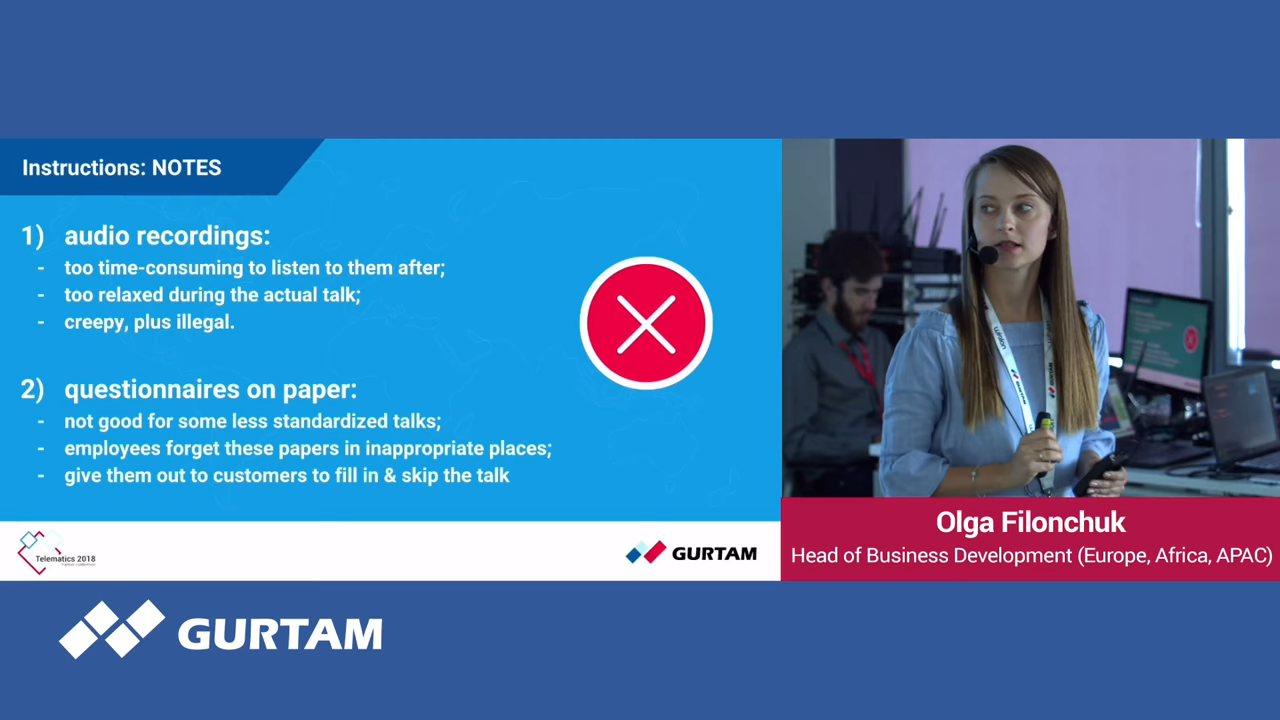 Instructions: NOTES
1) audio recordings:
- too time-consuming to listen to them after;
- too relaxed during the actual talk;
- creepy, plus illegal.
2) questionnaires on paper:
- not good for some less standardized talks;
- employees forget these papers in inappropriate places;
- give them out to customers to fill in & skip the talk
Telematics 2018
GURTAM
Olga Filonchuk
Head of Business Development (Europe, Africa, APAC)
GURTAM